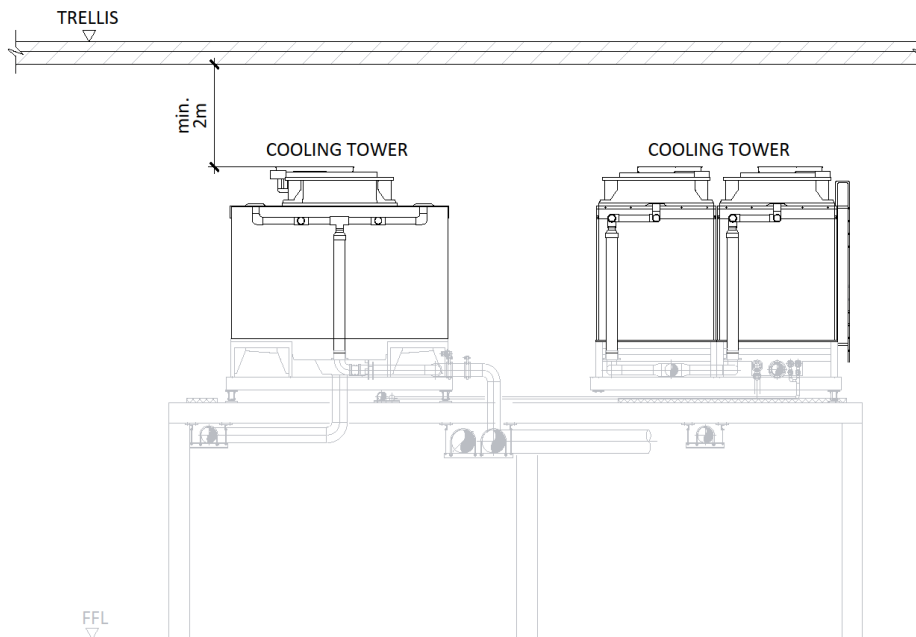 TRELLIS
min.
2m
COOLING TOWER
COOLING TOWER
FFL